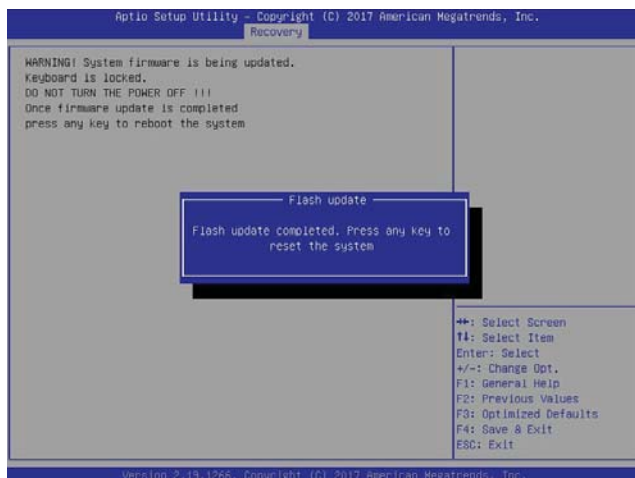 Aptio Setup Utility – Copyright (C) 2017 American Megatrends, Inc.
Recovery
WARNING! System firmware is being updated.
Keyboard is locked.
DO NOT TURN THE POWER OFF !!!
Once firmware update is completed
press any key to reboot the system
Flash update
Flash update completed. Press any key to
reset the system
→←: Select Screen
↑↓: Select Item
Enter: Select
+/-: Change Opt.
F1: General Help
F2: Previous Values
F3: Optimized Defaults
F4: Save & Exit
ESC: Exit
Version 2.19.1266. Copyright (C) 2017 American Megatrends, Inc.